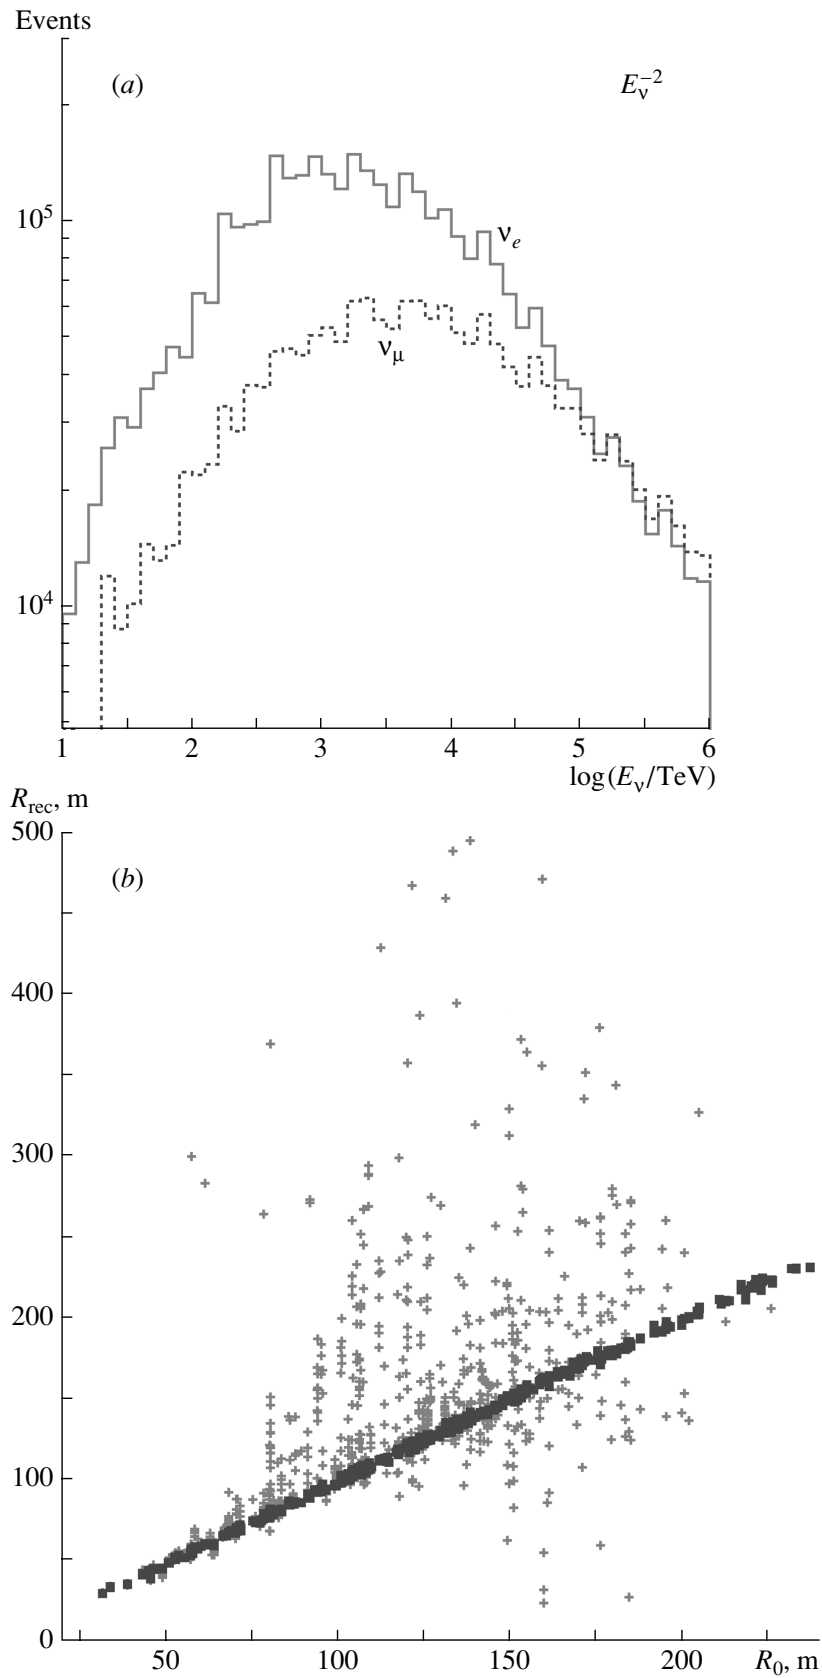 Events
(a)
E_ν^−2
10^5
ν_e
ν_μ
10^4
1 2 3 4 5 6
log(E_ν/TeV)
R_rec, m
500
(b)
400
300
200
100
0
50 100 150 200 R_0, m